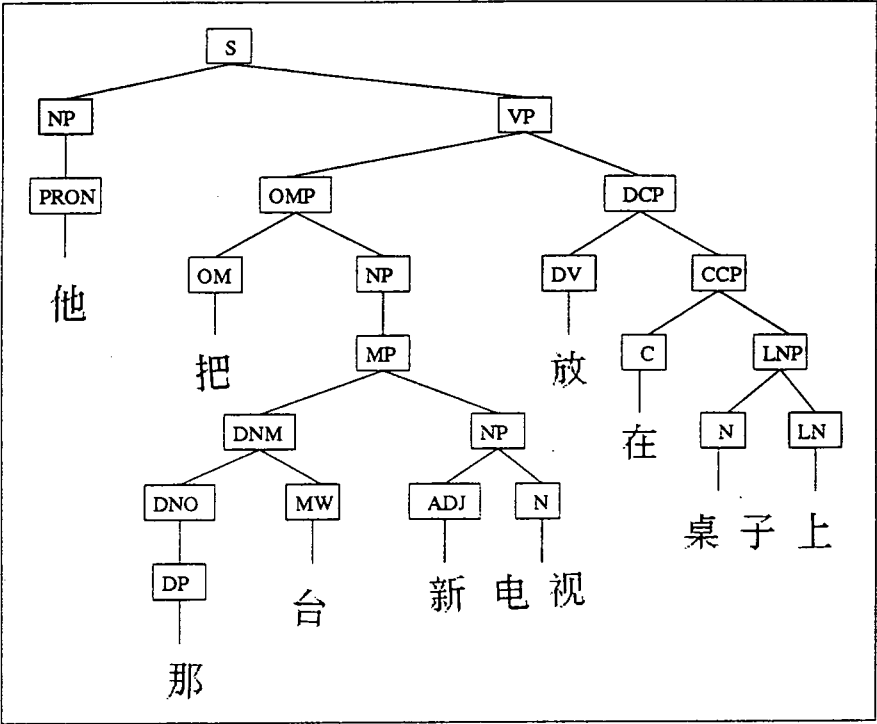 S
NP VP
PRON OMP DCP
OM NP DV CCP
他
把 MP 放 C LNP
DNM NP 在 N LN
DNO MW ADJ N
桌子 上
DP 台 新 电视
那